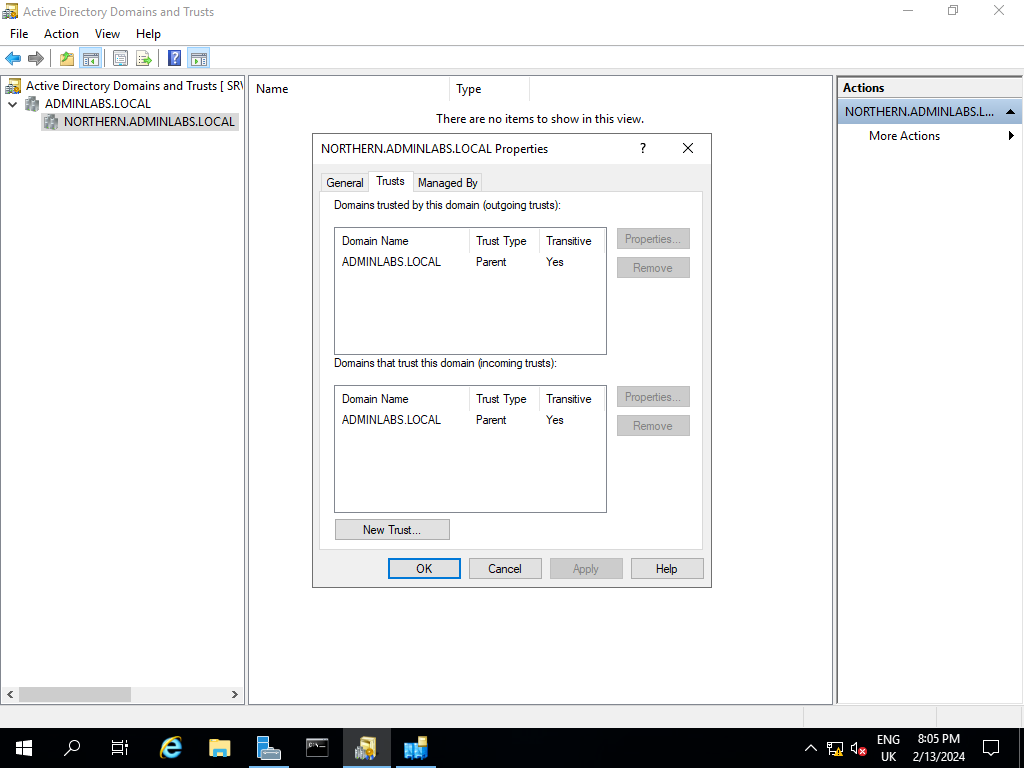 Active Directory Domains and Trusts
File Action View Help
Active Directory Domains and Trusts [ SRV
ADMINLABS.LOCAL
NORTHERN.ADMINLABS.LOCAL
Name Type
There are no items to show in this view.
NORTHERN.ADMINLABS.LOCAL Properties ?
General Trusts Managed By
Domains trusted by this domain (outgoing trusts):
Domain Name Trust Type Transitive
ADMINLABS.LOCAL Parent Yes
Properties...
Remove
Domains that trust this domain (incoming trusts):
Domain Name Trust Type Transitive
ADMINLABS.LOCAL Parent Yes
Properties...
Remove
New Trust...
OK Cancel Apply Help
Actions
NORTHERN.ADMINLABS.L...
More Actions
ENG
UK
8:05 PM
2/13/2024